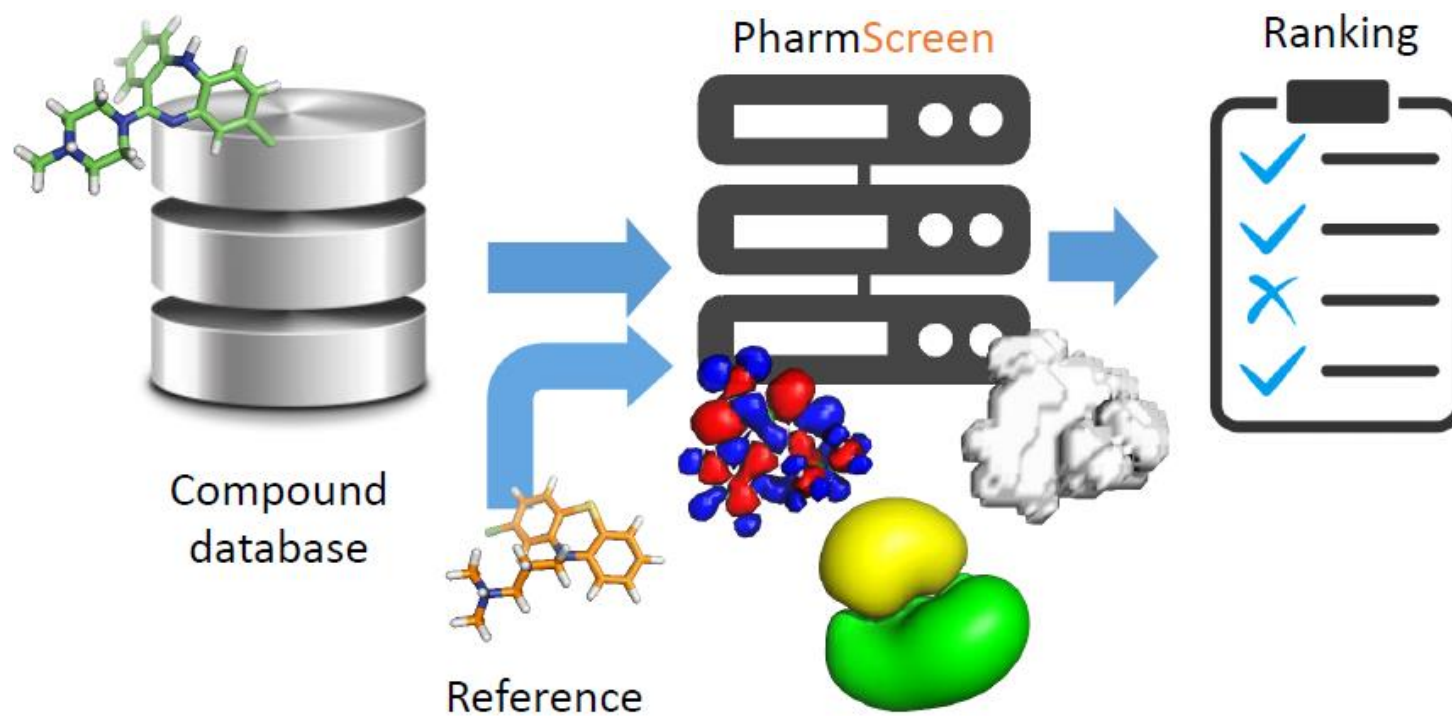 PharmScreen
Ranking
Compound
database
Reference